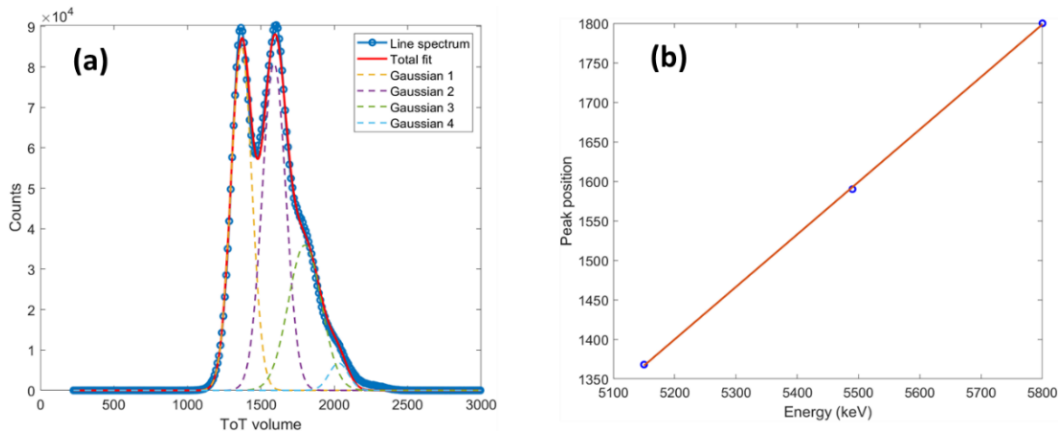 ×10⁴
(a)
Line spectrum
Total fit
Gaussian 1
Gaussian 2
Gaussian 3
Gaussian 4
9
8
7
6
5
4
3
2
1
0
Counts
0 500 1000 1500 2000 2500 3000
ToT volume
(b)
1800
1750
1700
1650
1600
1550
1500
1450
1400
1350
Peak position
5100 5200 5300 5400 5500 5600 5700 5800
Energy (keV)